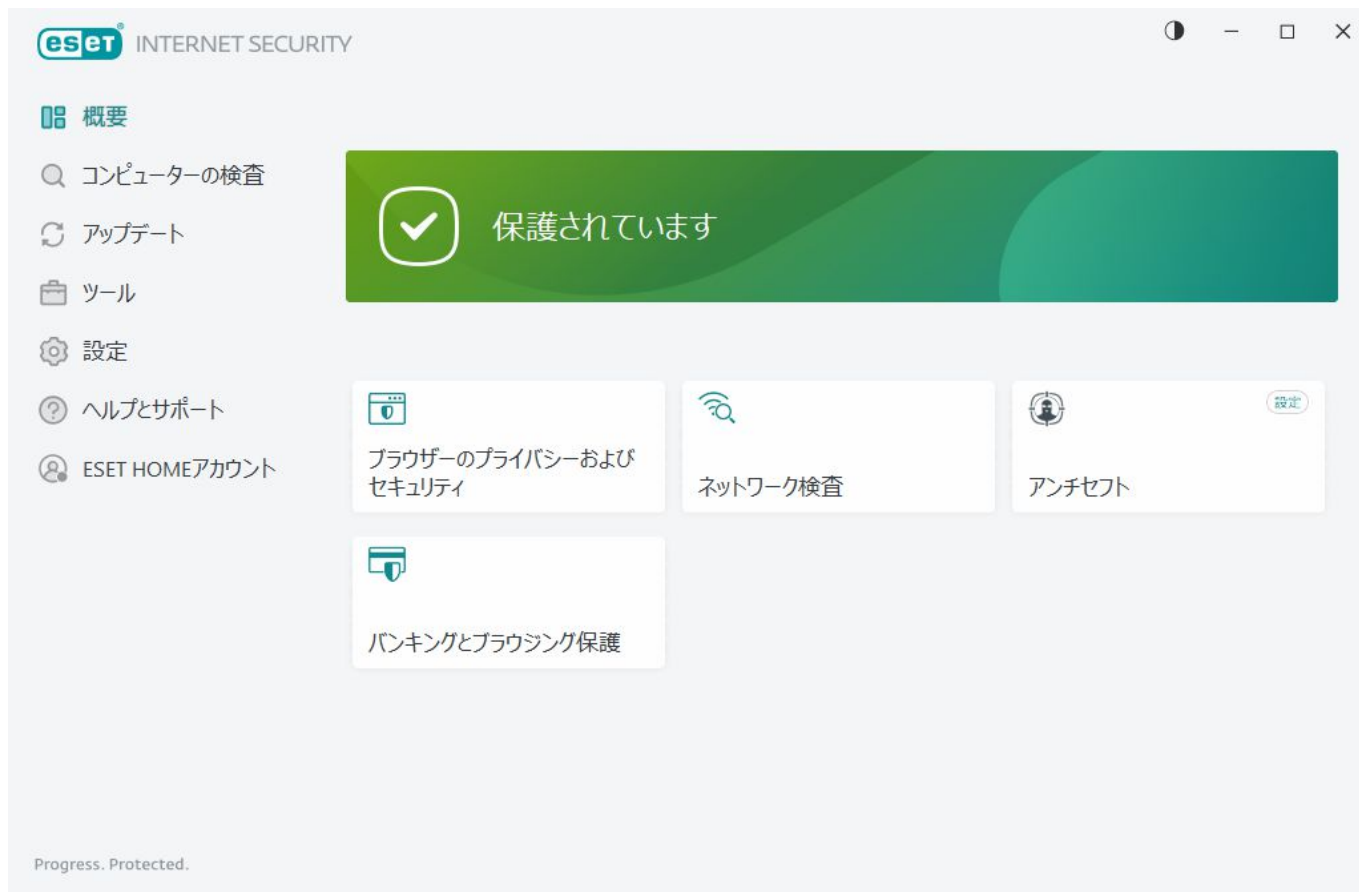 eset® INTERNET SECURITY
概要
コンピューターの検査
アップデート
ツール
設定
ヘルプとサポート
ESET HOMEアカウント
保護されています
ブラウザーのプライバシーおよび
セキュリティ
ネットワーク検査
設定
アンチセフト
バンキングとブラウジング保護
Progress. Protected.